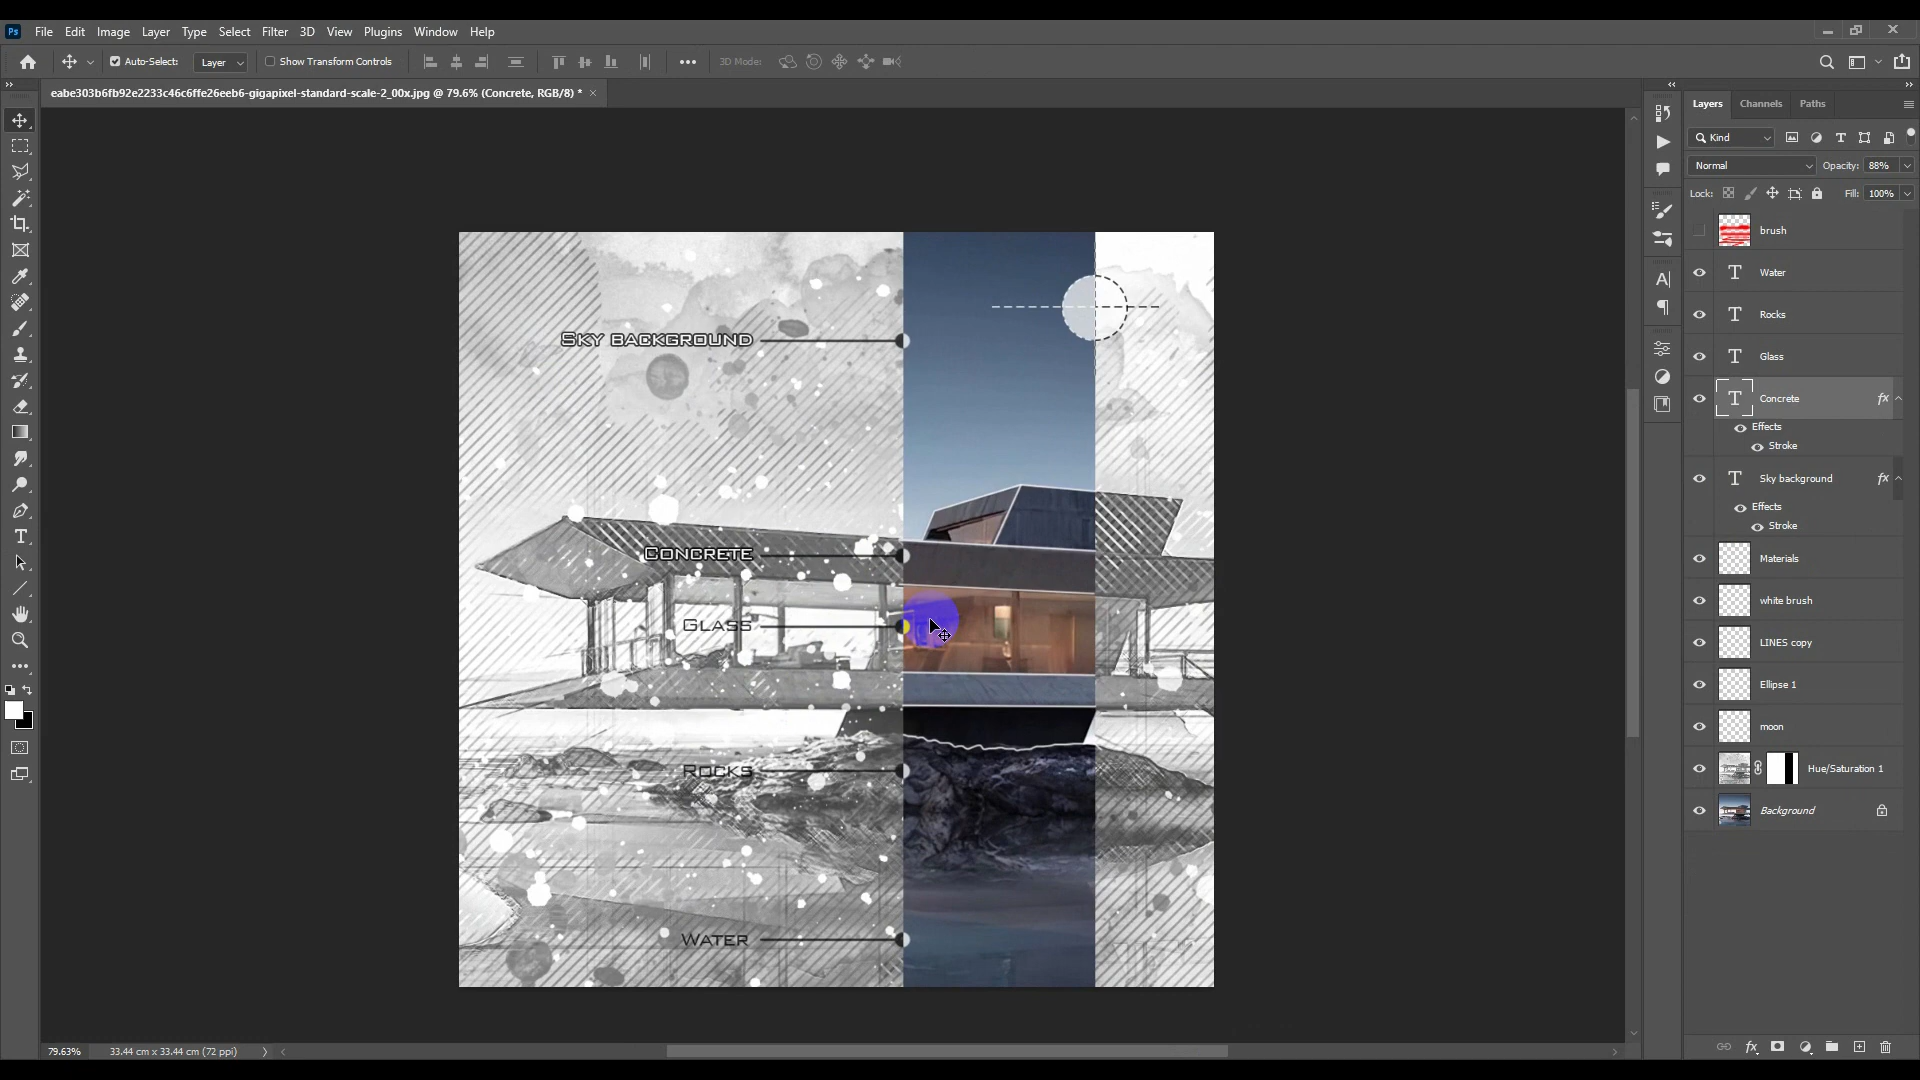 Ps File Edit Image Layer Type Select Filter 3D View Plugins Window Help
Auto-Select: Layer Show Transform Controls 3D Mode:
eabe303b6fb92e2233c46c6ffe26eeb6-gigapixel-standard-scale-2_00x.jpg @ 79.6% (Concrete, RGB/8) *
Layers Channels Paths
Kind
Normal Opacity: 88%
Lock: Fill: 100%
brush
Water
Rocks
Glass
Concrete fx
Effects
Stroke
Sky background fx
Effects
Stroke
Materials
white brush
LINES copy
Ellipse 1
moon
Hue/Saturation 1
Background
Sky background
Concrete
Glass
Rocks
Water
79.63% 33.44 cm x 33.44 cm (72 ppi)
fx